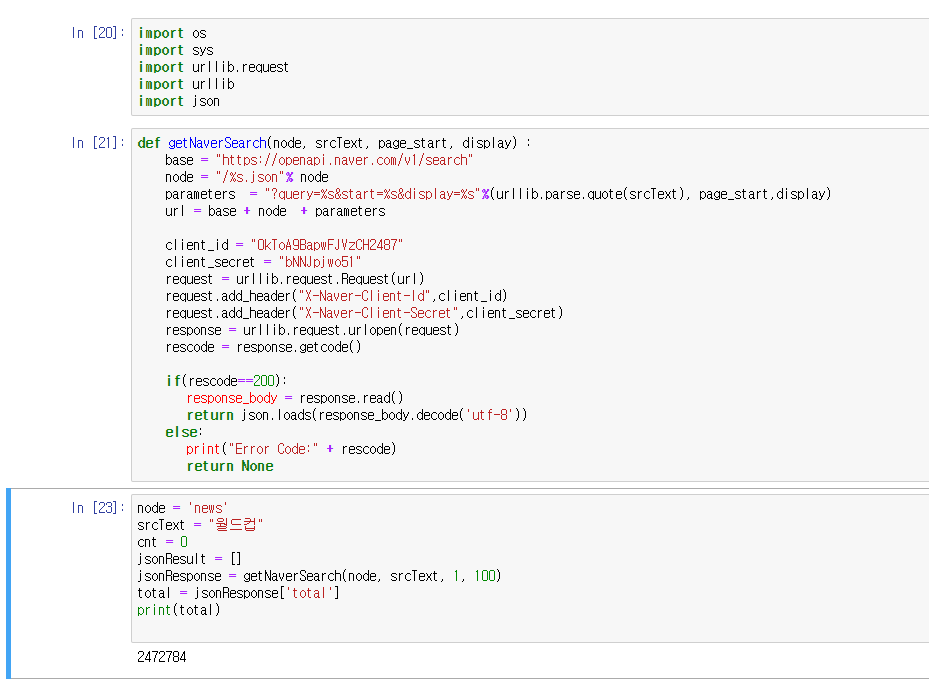 In [20]:
import os
import sys
import urllib.request
import urllib
import json
In [21]:
def getNaverSearch(node, srcText, page_start, display) :
    base = "https://openapi.naver.com/v1/search"
    node = "/%s.json"% node
    parameters  = "?query=%s&start=%s&display=%s"%(urllib.parse.quote(srcText), page_start,display)
    url = base + node  + parameters
    client_id = "OkToA9BapwFJVzCH2487"
    client_secret = "bNNJpjwo51"
    request = urllib.request.Request(url)
    request.add_header("X-Naver-Client-Id",client_id)
    request.add_header("X-Naver-Client-Secret",client_secret)
    response = urllib.request.urlopen(request)
    rescode = response.getcode()
    if(rescode==200):
       response_body = response.read()
       return json.loads(response_body.decode('utf-8'))
    else:
       print("Error Code:" + rescode)
       return None
In [23]:
node = 'news'
srcText = "월드컵"
cnt = 0
jsonResult = []
jsonResponse = getNaverSearch(node, srcText, 1, 100)
total = jsonResponse['total']
print(total)
2472784